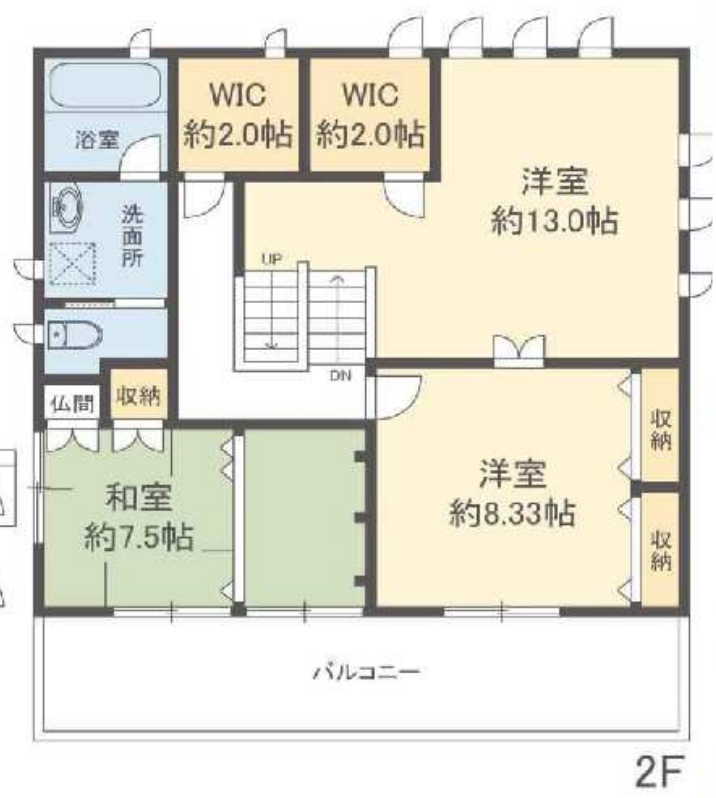 浴室
WIC
約2.0帖
WIC
約2.0帖
洋室
約13.0帖
洗面所
UP
DN
仏間
収納
和室
約7.5帖
洋室
約8.33帖
収納
収納
バルコニー
2F